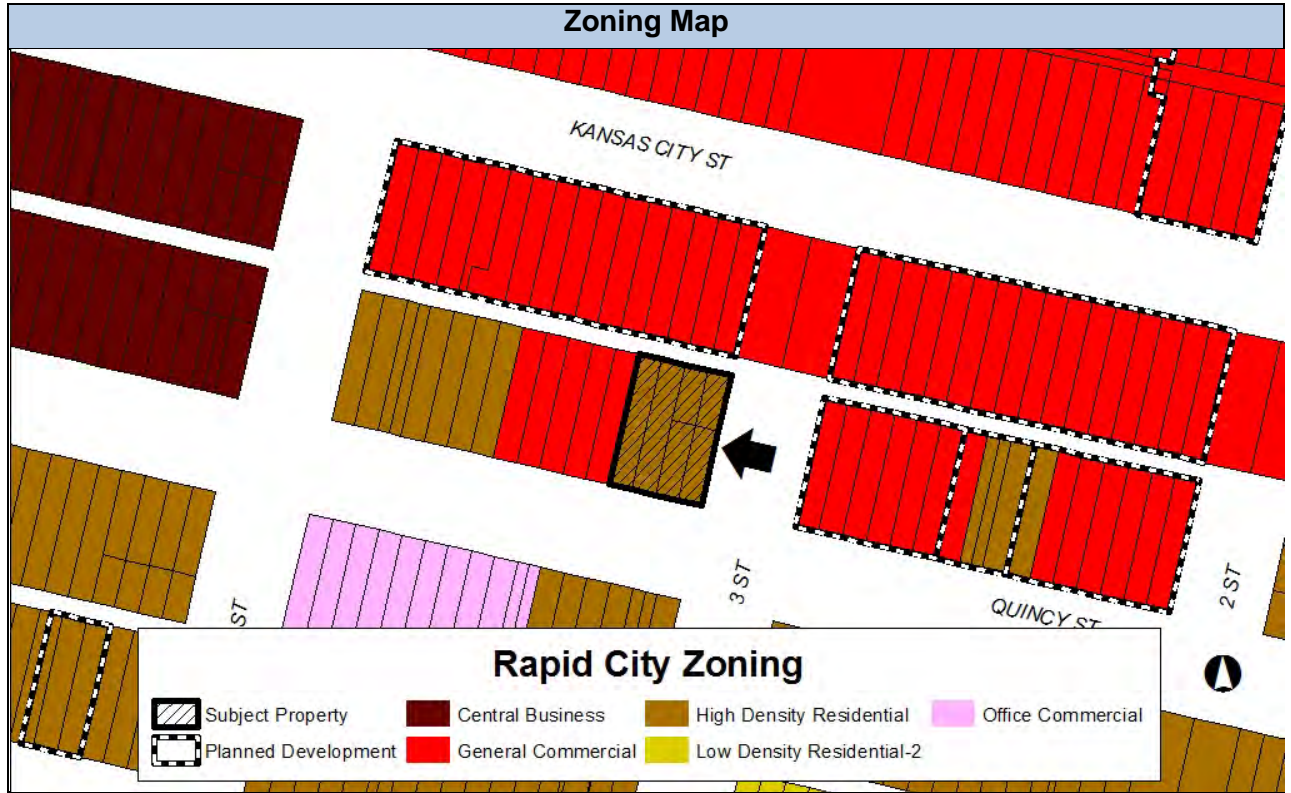 Zoning Map
KANSAS CITY ST
3 ST
2 ST
QUINCY ST
ST
Rapid City Zoning
Subject Property
Central Business
High Density Residential
Office Commercial
Planned Development
General Commercial
Low Density Residential-2